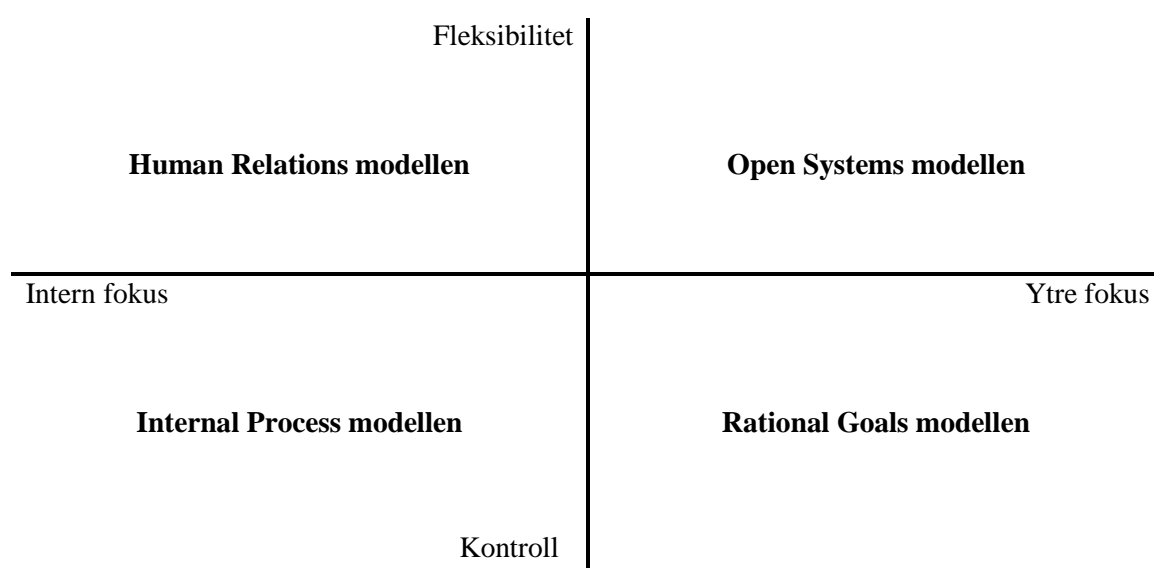 Fleksibilitet
Human Relations modellen
Open Systems modellen
Intern fokus
Ytre fokus
Internal Process modellen
Rational Goals modellen
Kontroll